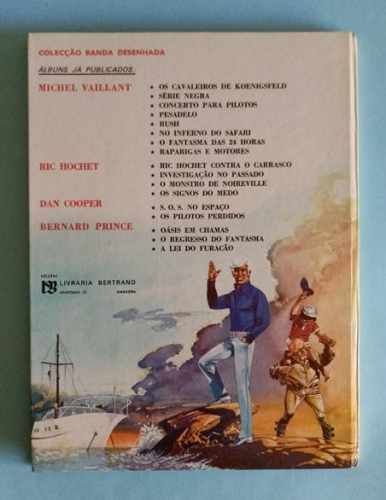 COLECÇÃO BANDA DESENHADA
ÁLBUNS JÁ PUBLICADOS:
MICHEL VAILLANT
• OS CAVALEIROS DE KOENIGSFELD
• SÉRIE NEGRA
• CONCERTO PARA PILOTOS
• PESADELO
• RUSH
• NO INFERNO DO SAFARI
• O FANTASMA DAS 24 HORAS
• RAPARIGAS E MOTORES
RIC HOCHET
• RIC HOCHET CONTRA O CARRASCO
• INVESTIGAÇÃO NO PASSADO
• O MONSTRO DE NOIREVILLE
• OS SIGNOS DO MEDO
DAN COOPER
• S. O. S. NO ESPAÇO
• OS PILOTOS PERDIDOS
BERNARD PRINCE
• OÁSIS EM CHAMAS
• O REGRESSO DO FANTASMA
• A LEI DO FURACÃO
LIVRARIA BERTRAND
APARTADO 37 AMADORA